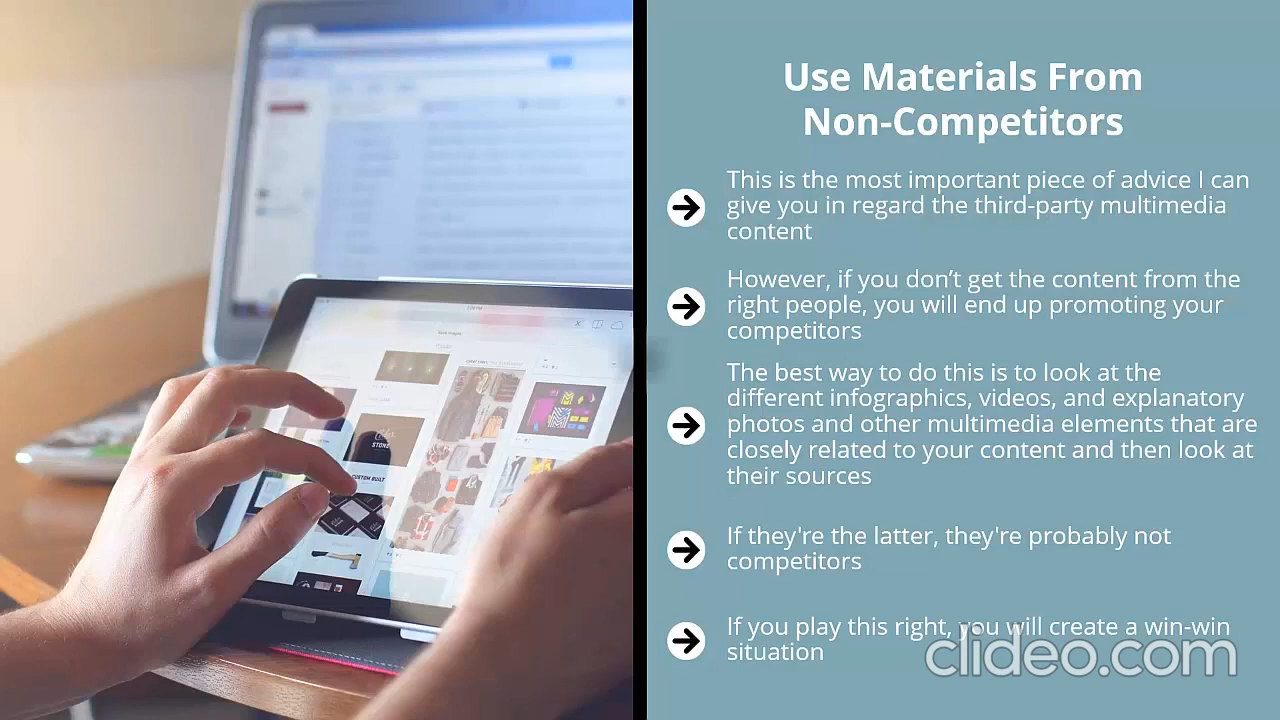 Use Materials From
Non-Competitors
This is the most important piece of advice I can
give you in regard the third-party multimedia
content
However, if you don’t get the content from the
right people, you will end up promoting your
competitors
The best way to do this is to look at the
different infographics, videos, and explanatory
photos and other multimedia elements that are
closely related to your content and then look at
their sources
If they're the latter, they're probably not
competitors
If you play this right, you will create a win-win
situation
clideo.com
STONE
CUSTOM BUILT